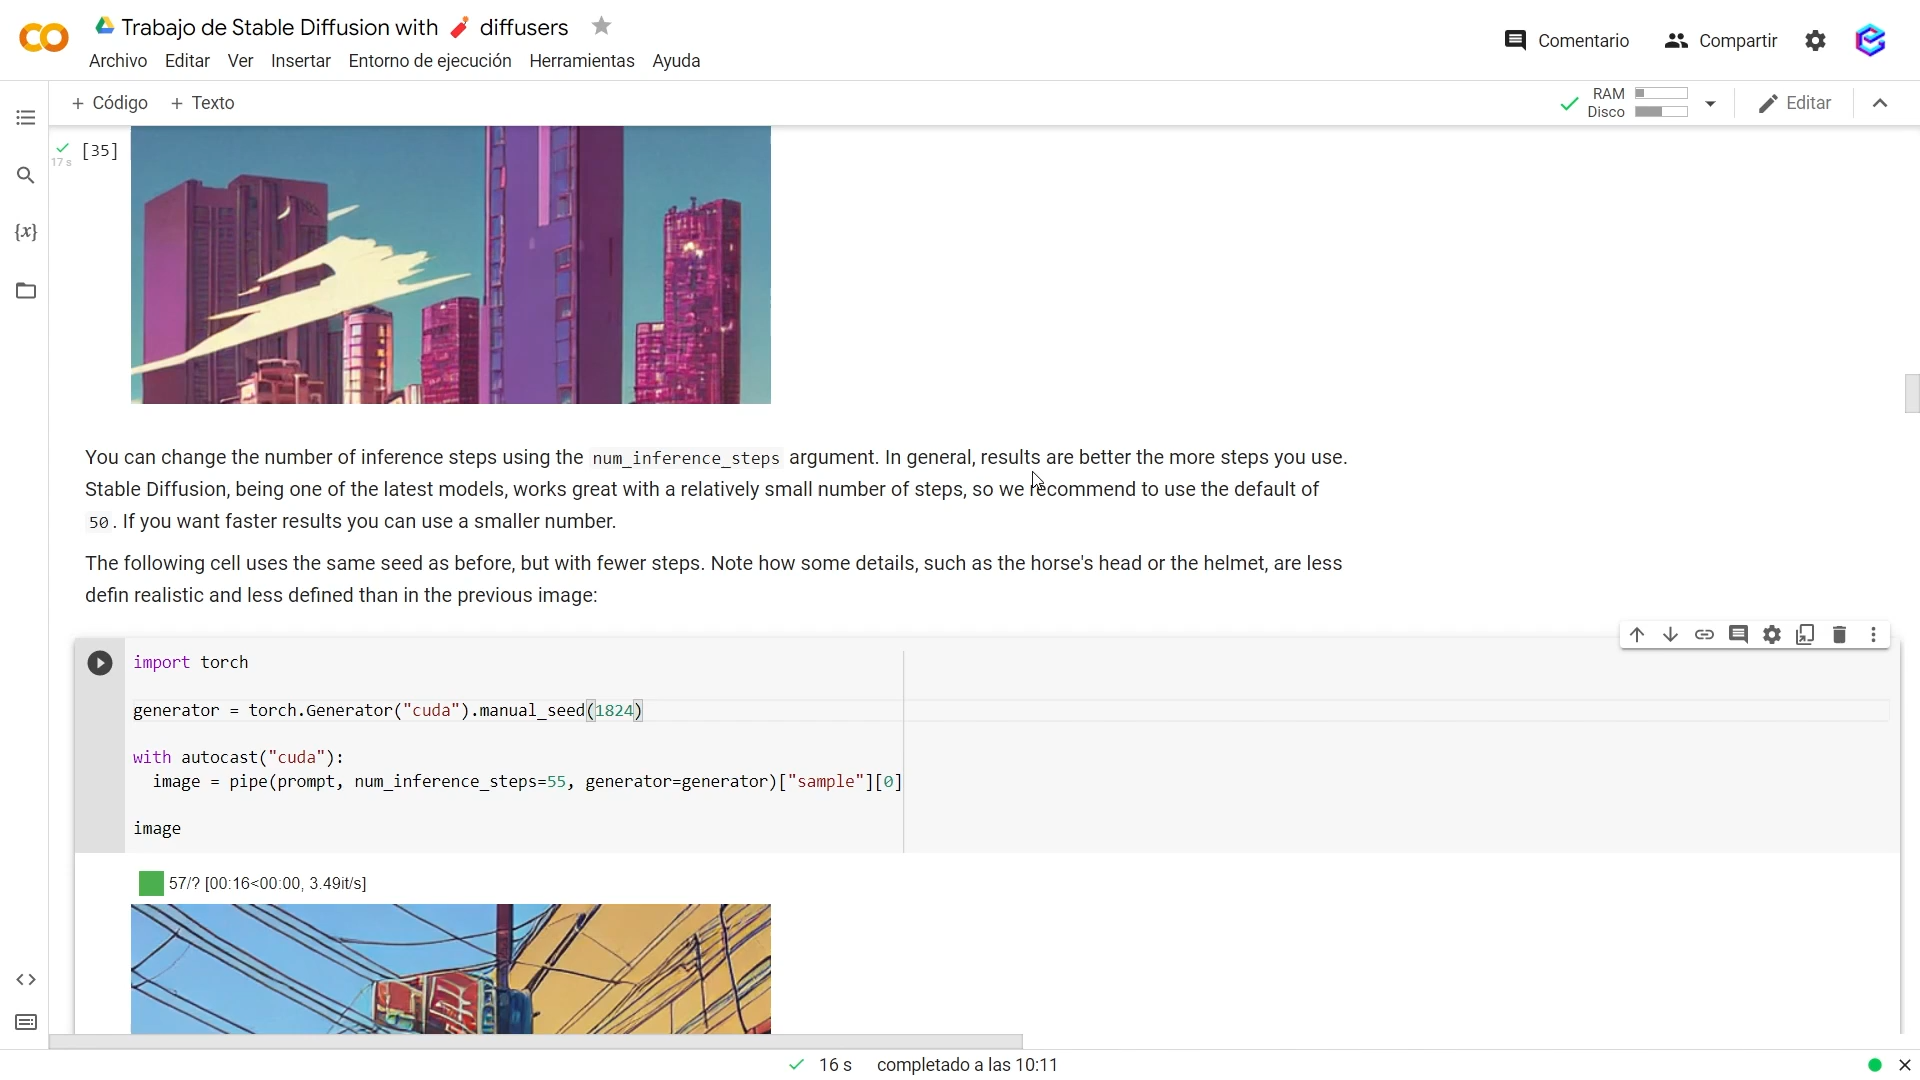 Trabajo de Stable Diffusion with diffusers
Comentario
Compartir
Archivo Editar Ver Insertar Entorno de ejecución Herramientas Ayuda
+ Código + Texto
RAM
Disco
Editar
[35]
17 s
{x}
You can change the number of inference steps using the num_inference_steps argument. In general, results are better the more steps you use.
Stable Diffusion, being one of the latest models, works great with a relatively small number of steps, so we recommend to use the default of
50. If you want faster results you can use a smaller number.
The following cell uses the same seed as before, but with fewer steps. Note how some details, such as the horse's head or the helmet, are less
defin realistic and less defined than in the previous image:
import torch
generator = torch.Generator("cuda").manual_seed(1824)
with autocast("cuda"):
image = pipe(prompt, num_inference_steps=55, generator=generator)["sample"][0]
image
57/? [00:16<00:00, 3.49it/s]
16 s completado a las 10:11